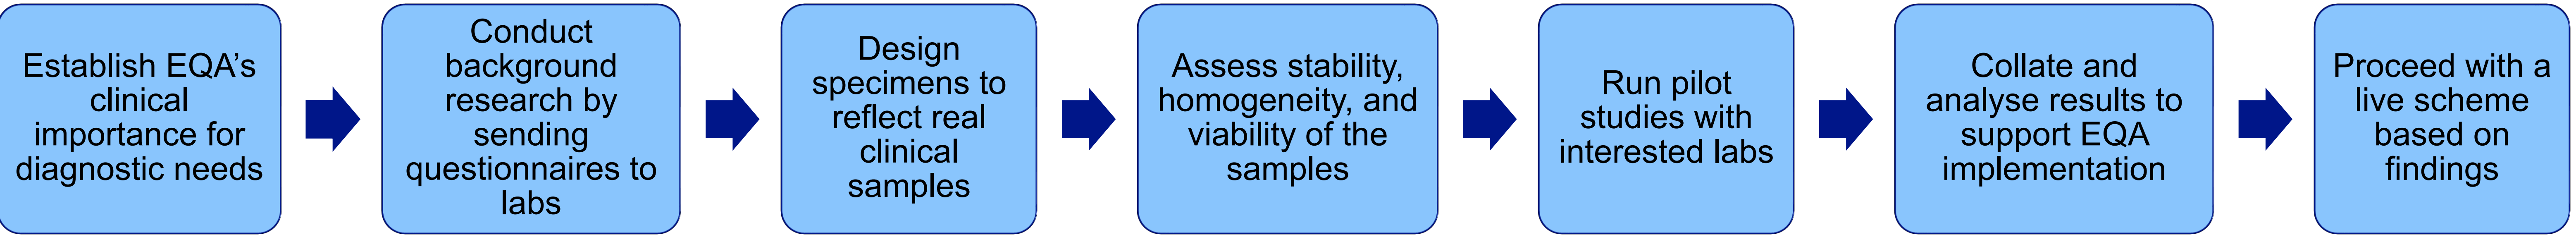 Establish EQA's
clinical
importance for
diagnostic needs
Conduct
background
research by
sending
questionnaires to
labs
Design
specimens to
reflect real
clinical
samples
Assess stability,
homogeneity, and
viability of the
samples
Run pilot
studies with
interested labs
Collate and
analyse results to
support EQA
implementation
Proceed with a
live scheme
based on
findings